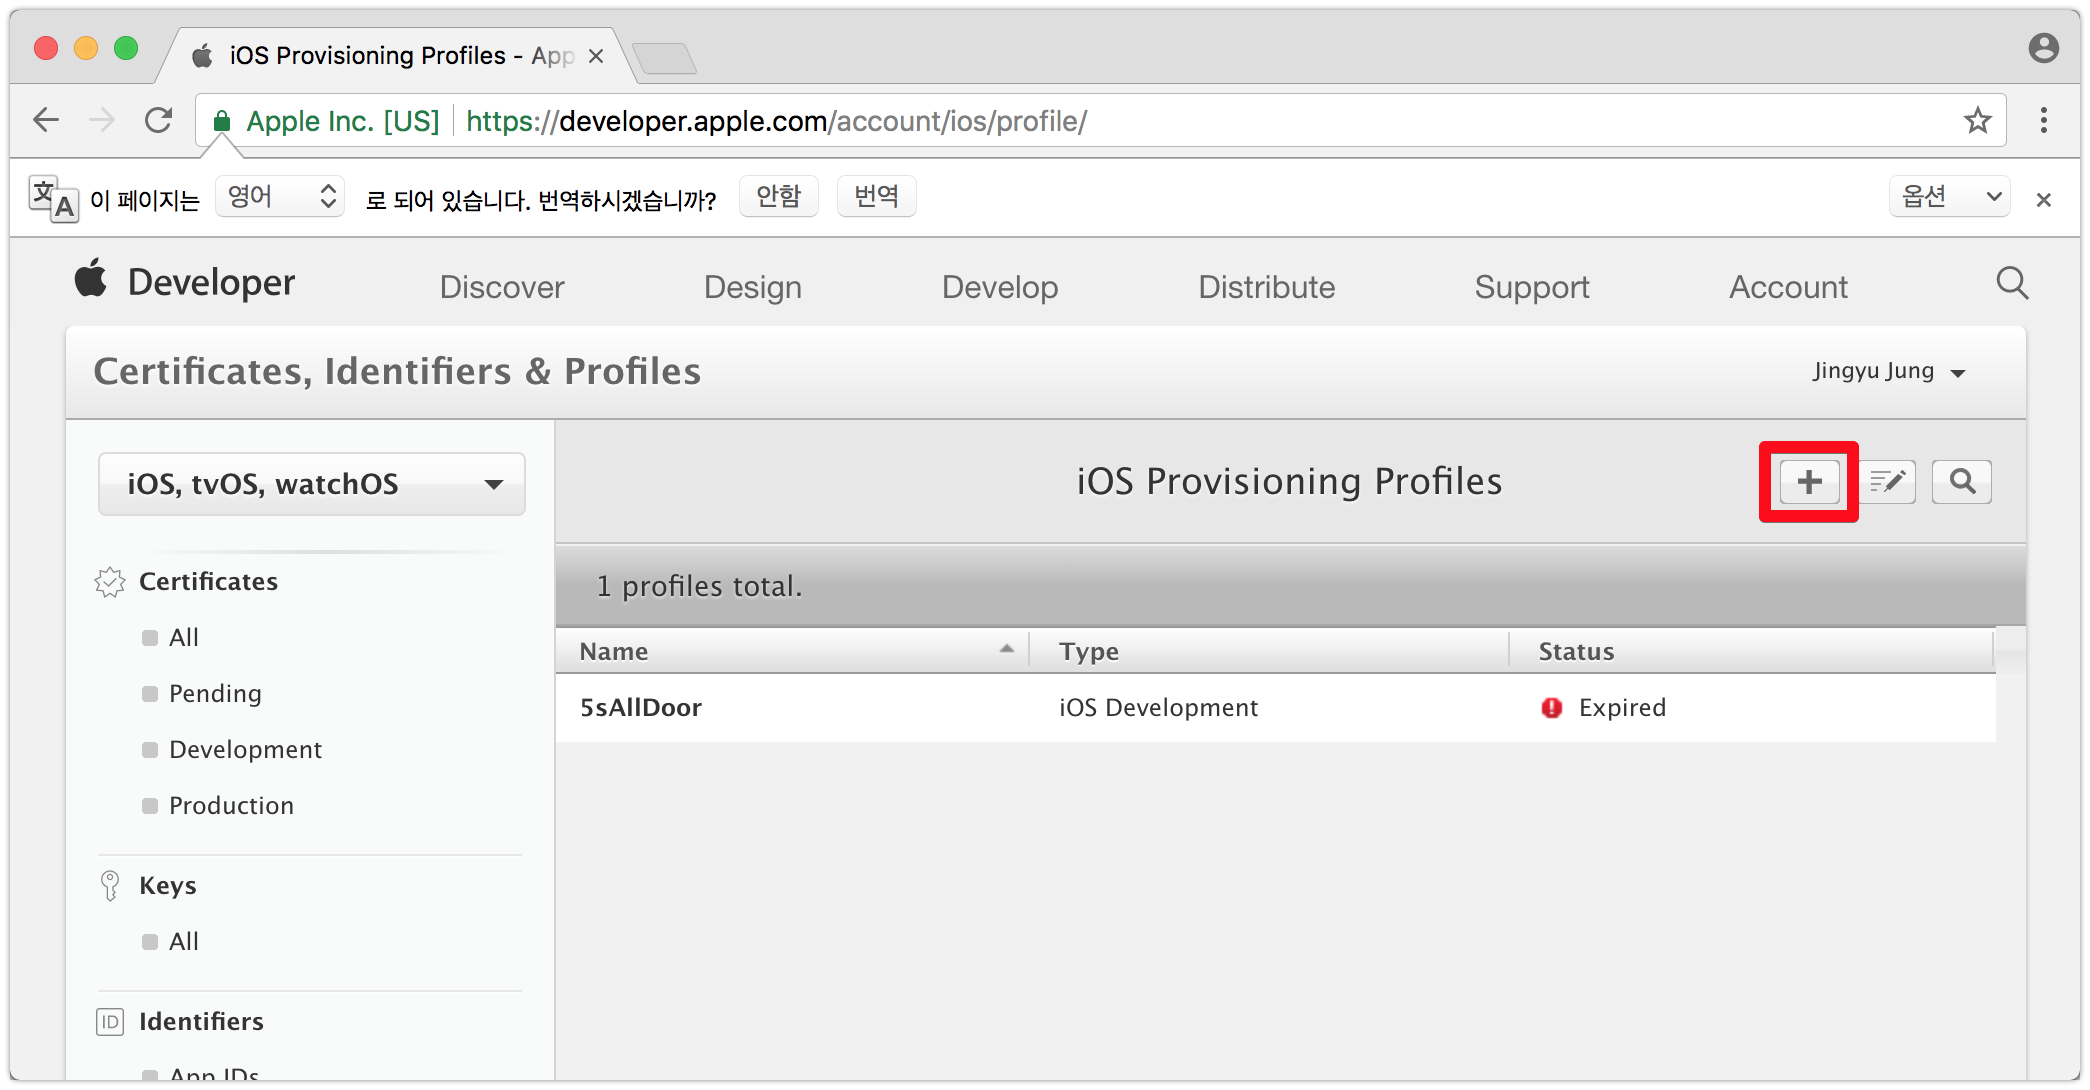 iOS Provisioning Profiles - App
Apple Inc. [US] https://developer.apple.com/account/ios/profile/
이 페이지는 영어 로 되어 있습니다. 번역하시겠습니까? 안함 번역 옵션
Developer Discover Design Develop Distribute Support Account
Certificates, Identifiers & Profiles Jingyu Jung
iOS, tvOS, watchOS
iOS Provisioning Profiles
Certificates
All
Pending
Development
Production
Keys
All
ID Identifiers
App IDs
1 profiles total.
Name Type Status
5sAllDoor iOS Development Expired